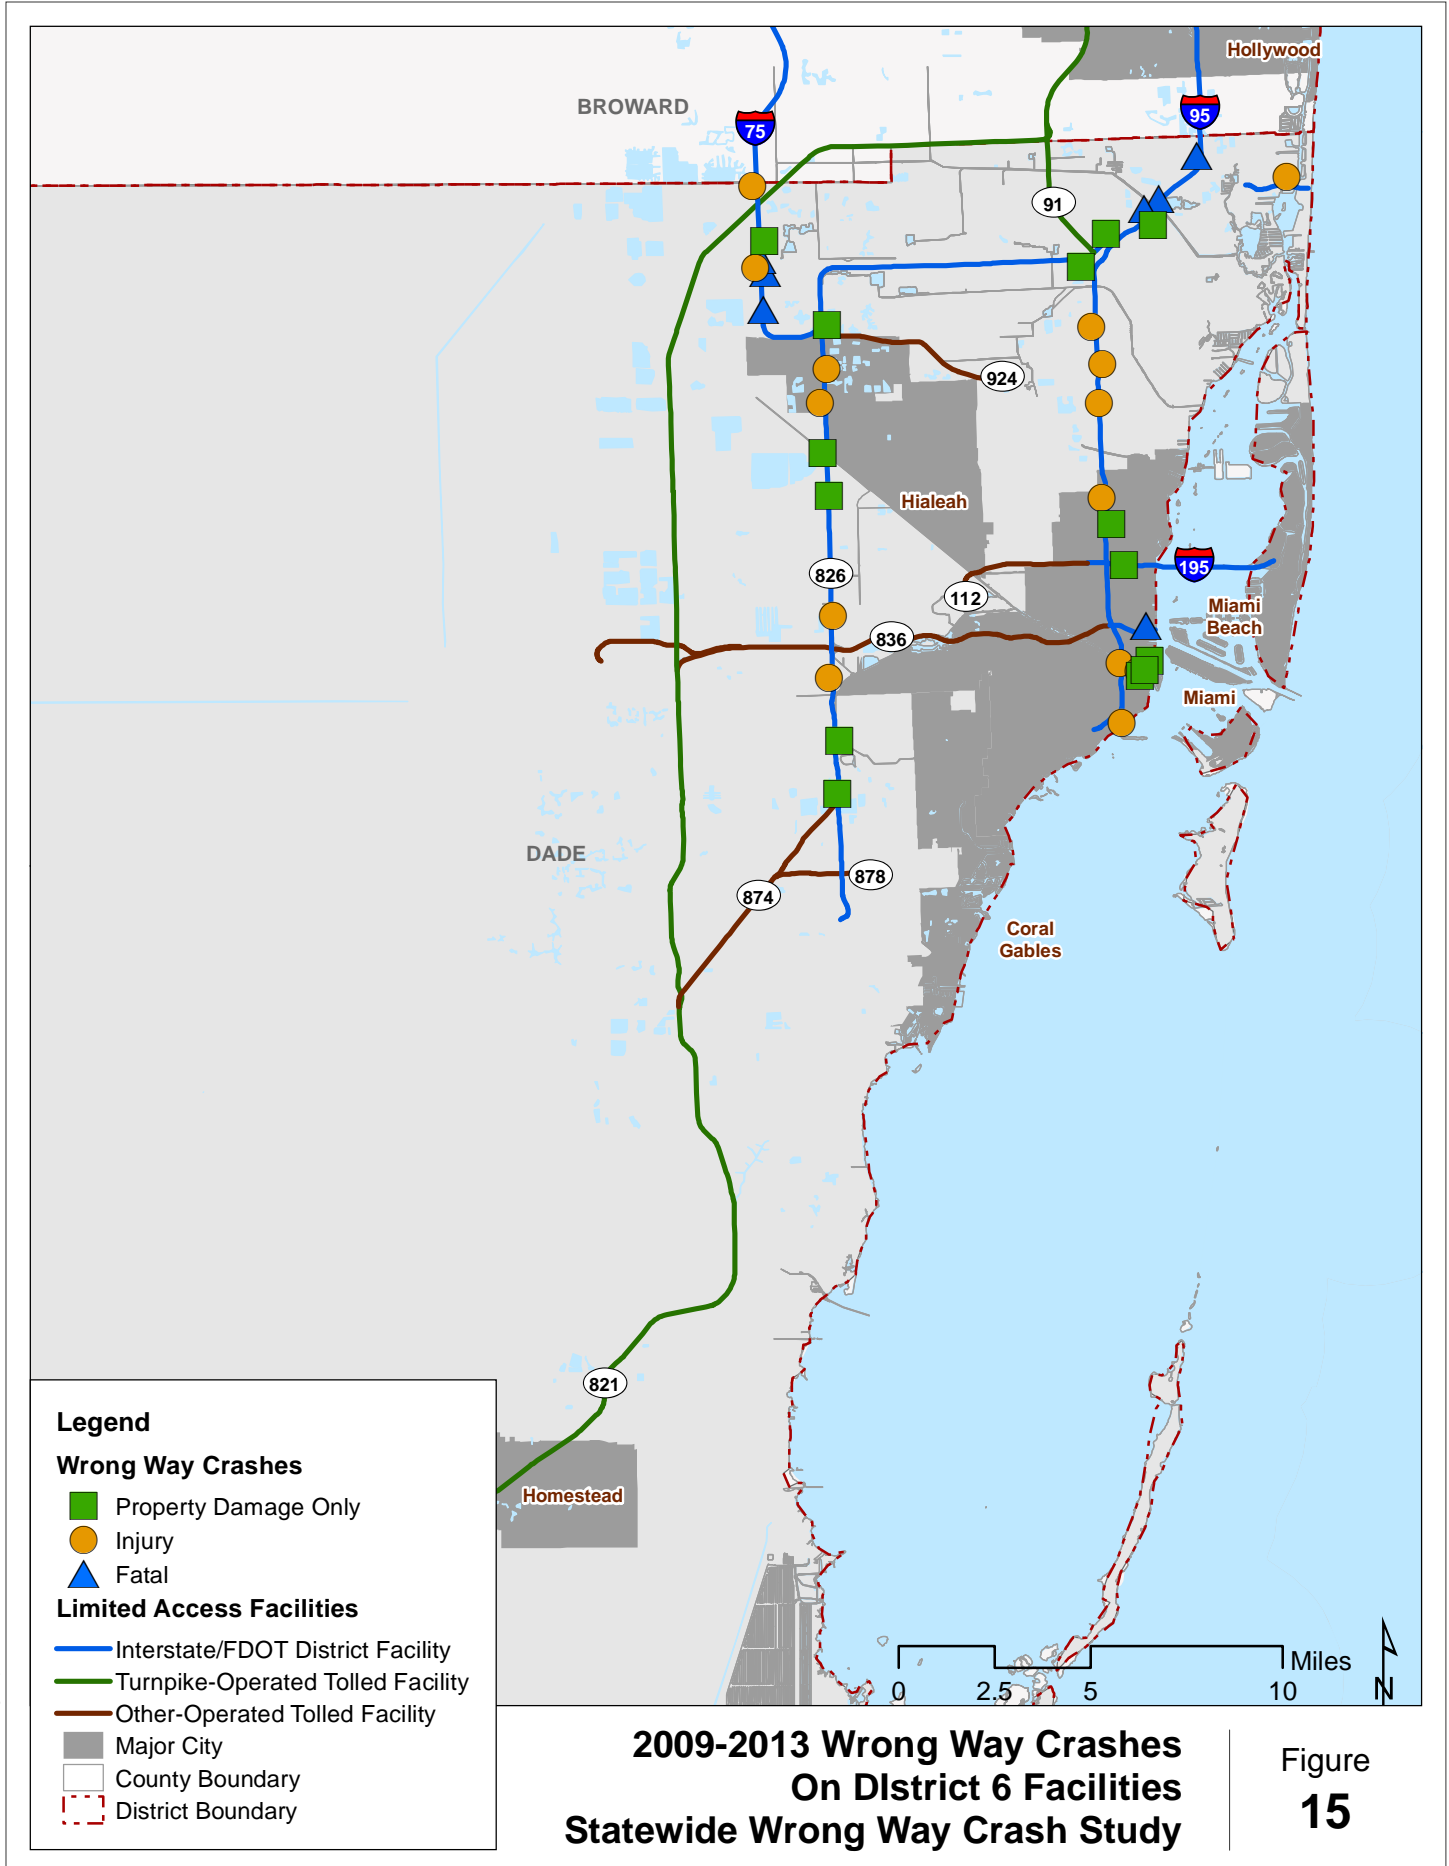 Hollywood
BROWARD
75
95
91
924
Hialeah
826
195
112
Miami
Beach
836
Miami
DADE
878
874
Coral
Gables
821
Homestead
Legend
Wrong Way Crashes
Property Damage Only
Injury
Fatal
Limited Access Facilities
Interstate/FDOT District Facility
Turnpike-Operated Tolled Facility
Other-Operated Tolled Facility
Major City
County Boundary
District Boundary
Miles
0 2.5 5 10
N
2009-2013 Wrong Way Crashes
On DIstrict 6 Facilities
Statewide Wrong Way Crash Study
Figure
15